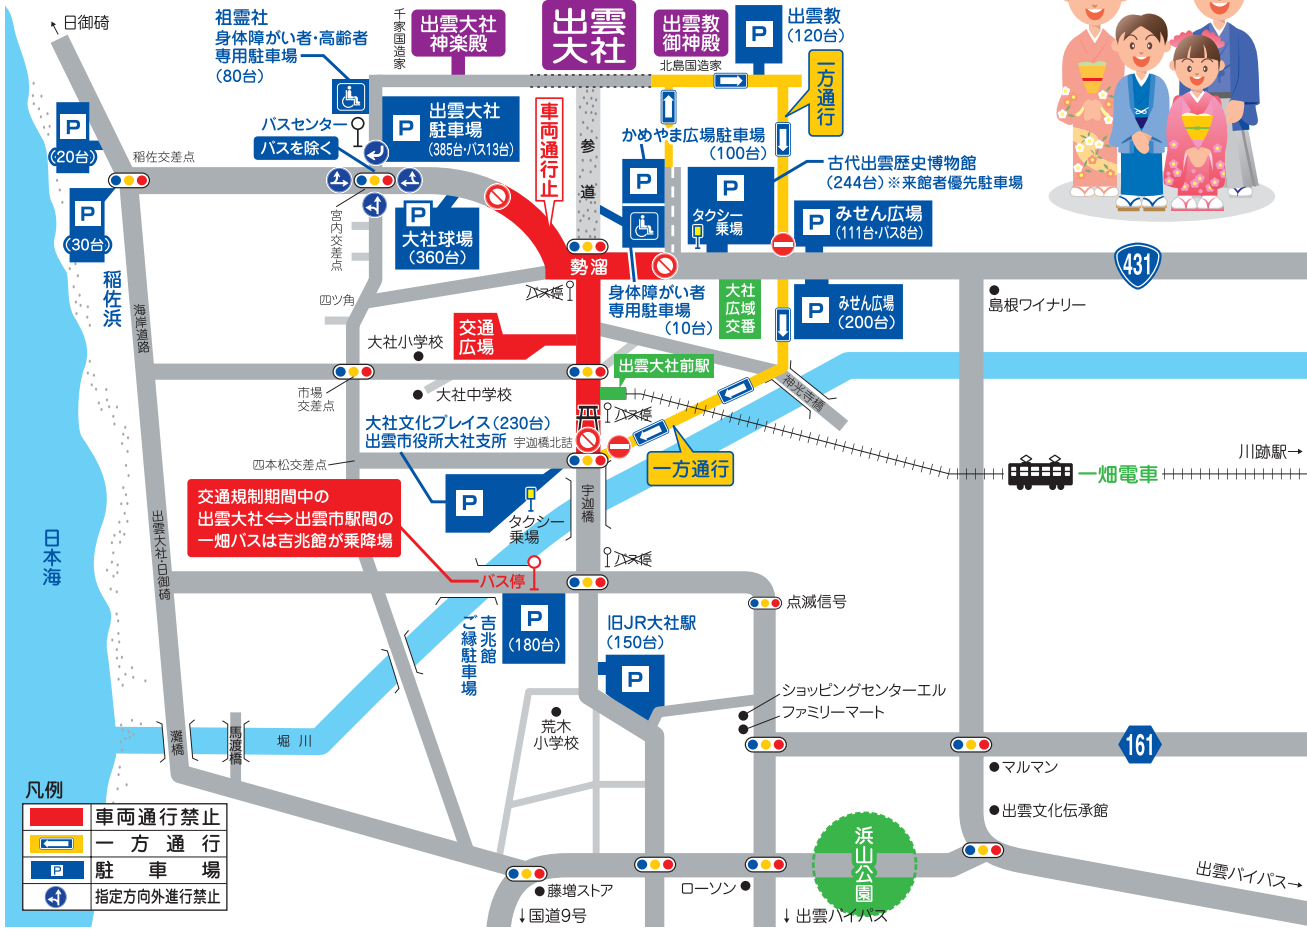 日御碕
祖霊社
身体障がい者・高齢者
専用駐車場
(80台)
千家国造家
出雲大社
神楽殿
出雲
大社
出雲教
御神殿
北島国造家
P
出雲教
(120台)
一方通行
P
(20台)
稲佐交差点
バスセンター
バスを除く
P
出雲大社
駐車場
(385台・バス13台)
車両通行止
参道
かめやま広場駐車場
(100台)
P
古代出雲歴史博物館
(244台)※来館者優先駐車場
P
タクシー
乗場
P
みせん広場
(111台・バス8台)
P
(30台)
稲佐浜
宮内交差点
P
大社球場
(360台)
勢溜
431
バス停
身体障がい者
専用駐車場
(10台)
大社
広域
交番
P
みせん広場
(200台)
島根ワイナリー
海岸道路
四ツ角
大社小学校
交通
広場
出雲大社前駅
神光寺橋
市場
交差点
大社中学校
バス停
大社文化プレイス(230台)
出雲市役所大社支所
宇迦橋北詰
四本松交差点
一方通行
川跡駅→
一畑電車
交通規制期間中の
出雲大社⇔出雲市駅間の
一畑バスは吉兆館が乗降場
P
タクシー
乗場
宇迦橋
出雲大社・日御碕
日本海
バス停
バス停
点滅信号
P
(180台)
吉兆館
ご縁駐車場
旧JR大社駅
(150台)
P
ショッピングセンターエル
ファミリーマート
荒木
小学校
灘橋
馬渡橋
堀川
161
マルマン
出雲文化伝承館
凡例
車両通行禁止
一方通行
P
駐車場
指定方向外進行禁止
浜山公園
藤増ストア
↓国道9号
ローソン
↓出雲バイパス
出雲バイパス→